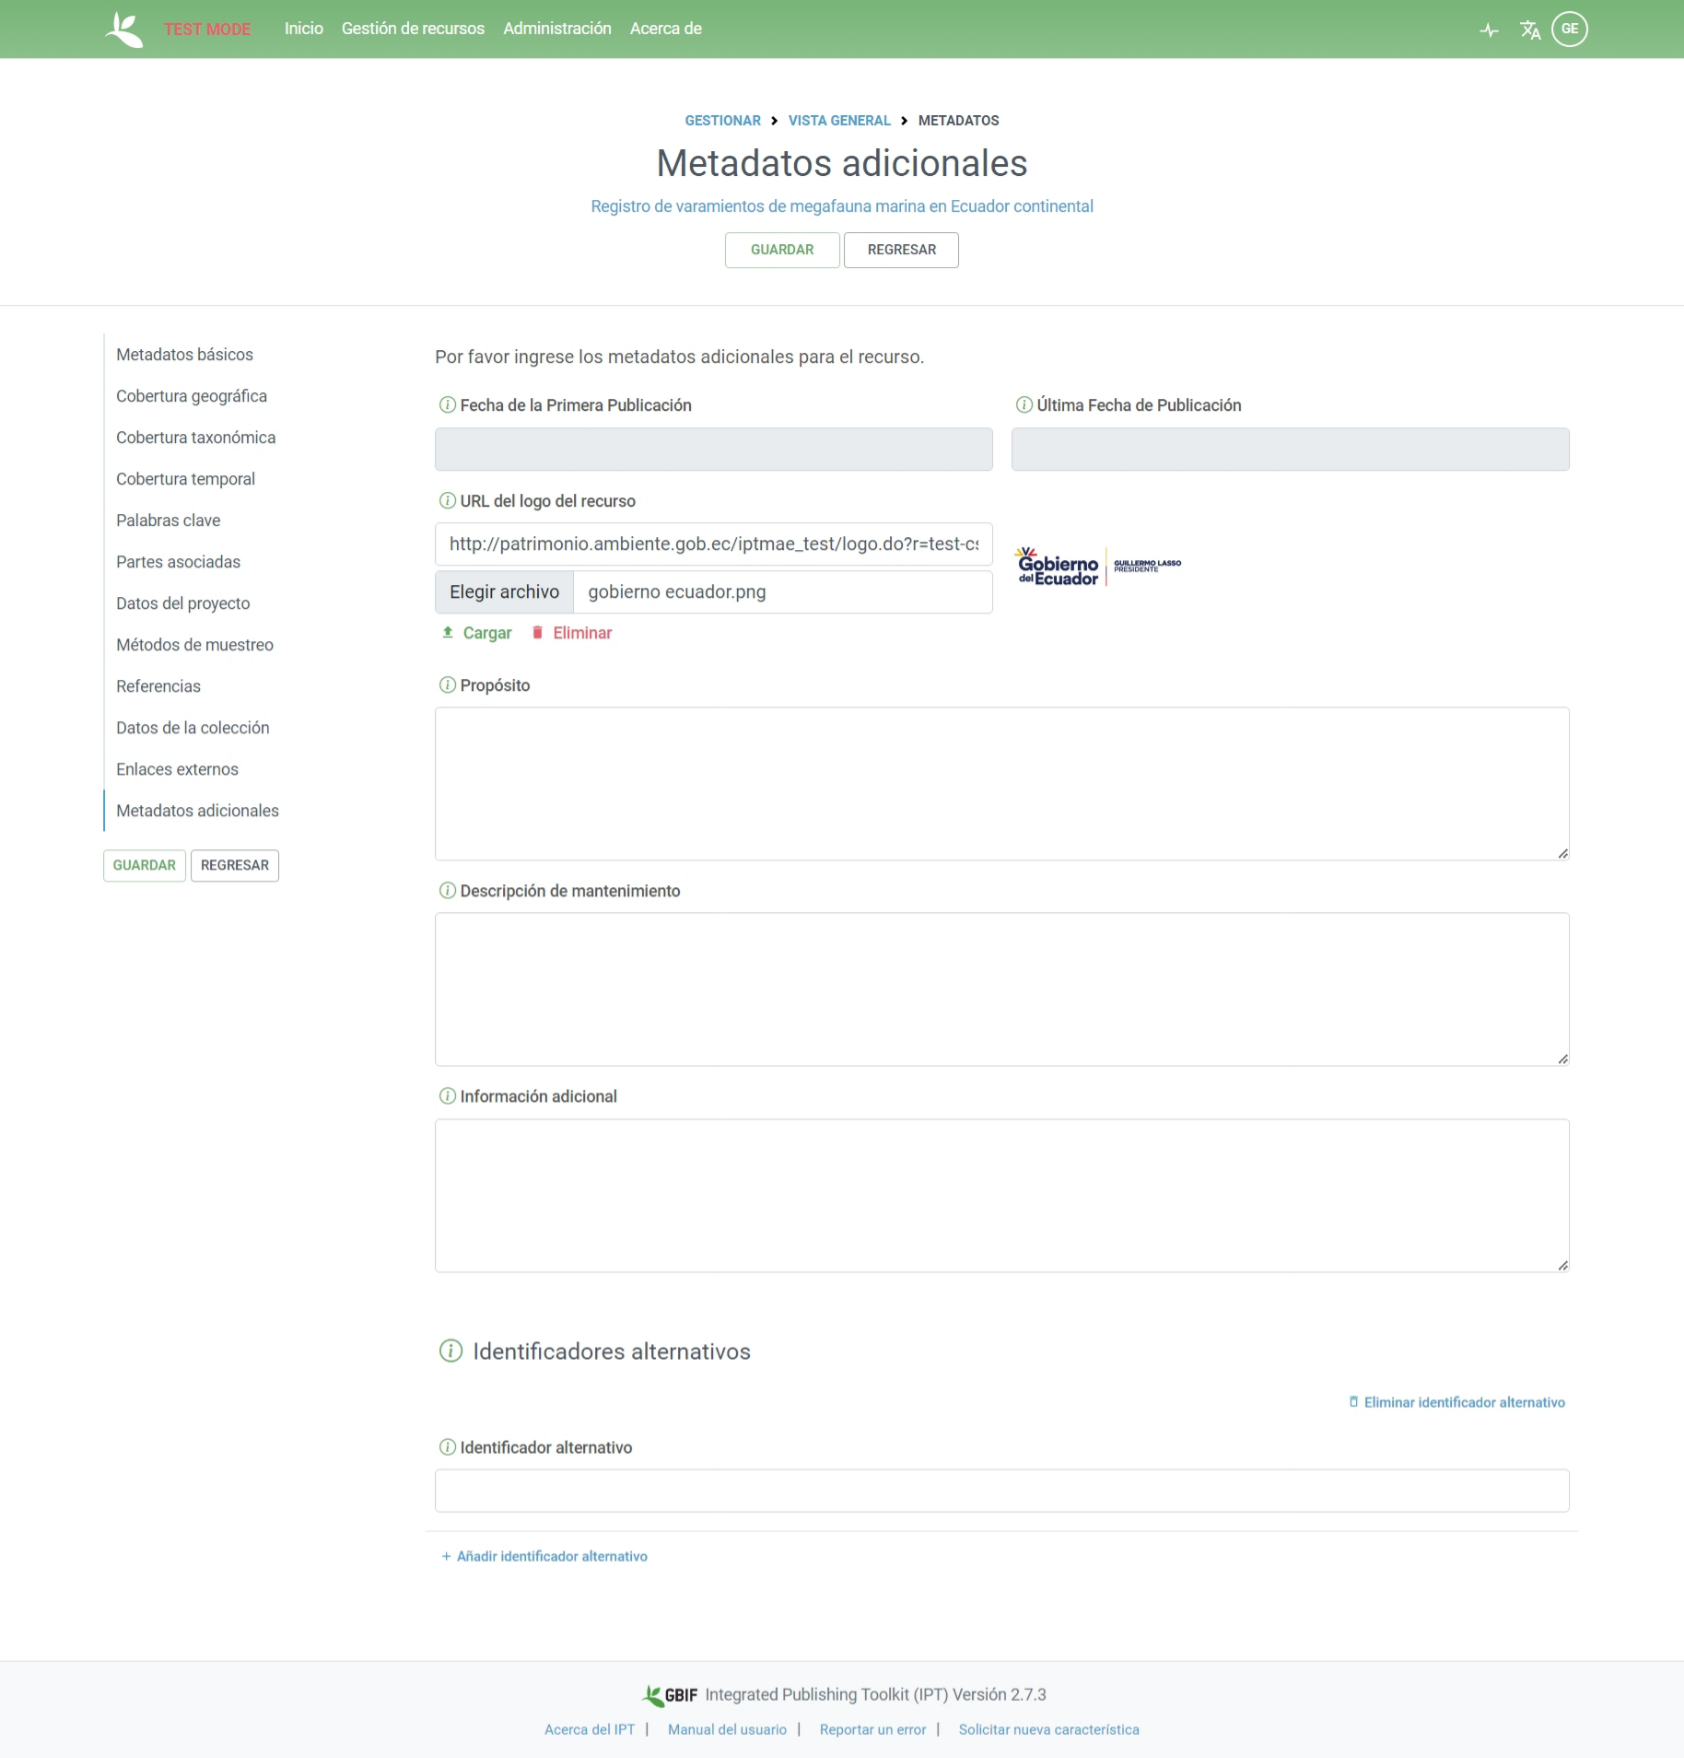 TEST MODE Inicio Gestión de recursos Administración Acerca de GE
GESTIONAR VISTA GENERAL METADATOS
Metadatos adicionales
Registro de varamientos de megafauna marina en Ecuador continental
GUARDAR REGRESAR
Metadatos básicos
Cobertura geográfica
Cobertura taxonómica
Cobertura temporal
Palabras clave
Partes asociadas
Datos del proyecto
Métodos de muestreo
Referencias
Datos de la colección
Enlaces externos
Metadatos adicionales
GUARDAR REGRESAR
Por favor ingrese los metadatos adicionales para el recurso.
Fecha de la Primera Publicación Última Fecha de Publicación
URL del logo del recurso
http://patrimonio.ambiente.gob.ec/iptmae_test/logo.do?r=test-cs
Gobierno
del Ecuador
GUILLERMO LASSO
PRESIDENTE
Elegir archivo gobierno ecuador.png
Cargar Eliminar
Propósito
Descripción de mantenimiento
Información adicional
Identificadores alternativos
Eliminar identificador alternativo
Identificador alternativo
+ Añadir identificador alternativo
GBIF Integrated Publishing Toolkit (IPT) Versión 2.7.3
Acerca del IPT | Manual del usuario | Reportar un error | Solicitar nueva característica